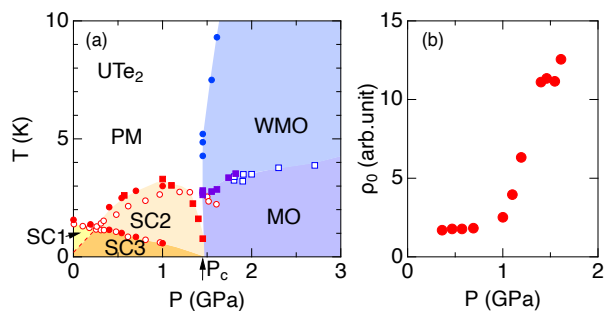 (a)
UTe₂
PM
WMO
MO
SC1
SC2
SC3
Pc
T (K)
10
5
0
0
1
2
3
P (GPa)
(b)
ρ₀ (arb.unit)
15
10
5
0
0
1
2
P (GPa)